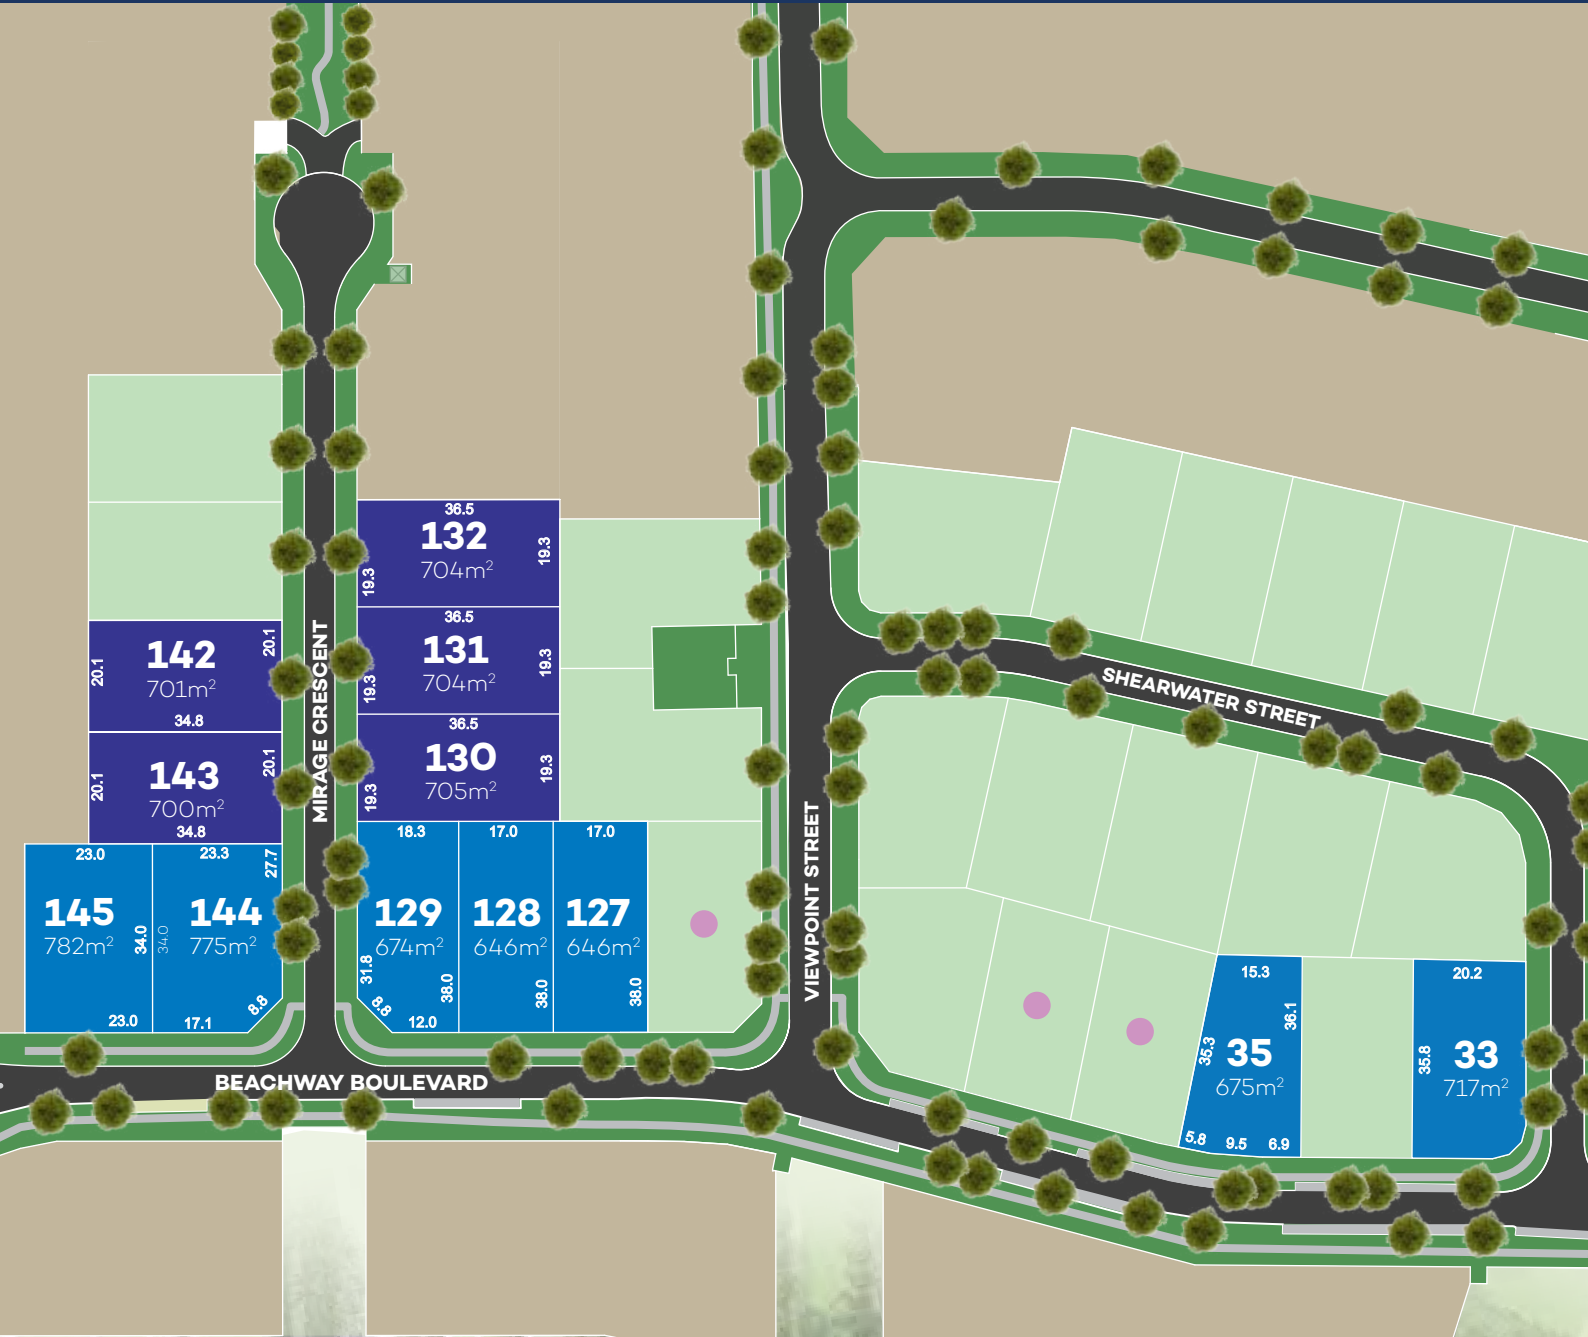 36.5
132
704m²
19.3
19.3
36.5
131
704m²
19.3
19.3
36.5
130
705m²
19.3
19.3
142
701m²
20.1
20.1
34.8
143
700m²
20.1
20.1
34.8
MIRAGE CRESCENT
23.0
145
782m²
34.0
23.0
23.3
27.7
144
775m²
34.0
17.1
8.8
18.3
129
674m²
31.8
8.8
12.0
38.0
17.0
128
646m²
38.0
17.0
127
646m²
38.0
VIEWPOINT STREET
SHEARWATER STREET
BEACHWAY BOULEVARD
15.3
36.1
35.3
35
675m²
5.8 9.5 6.9
20.2
35.8
33
717m²